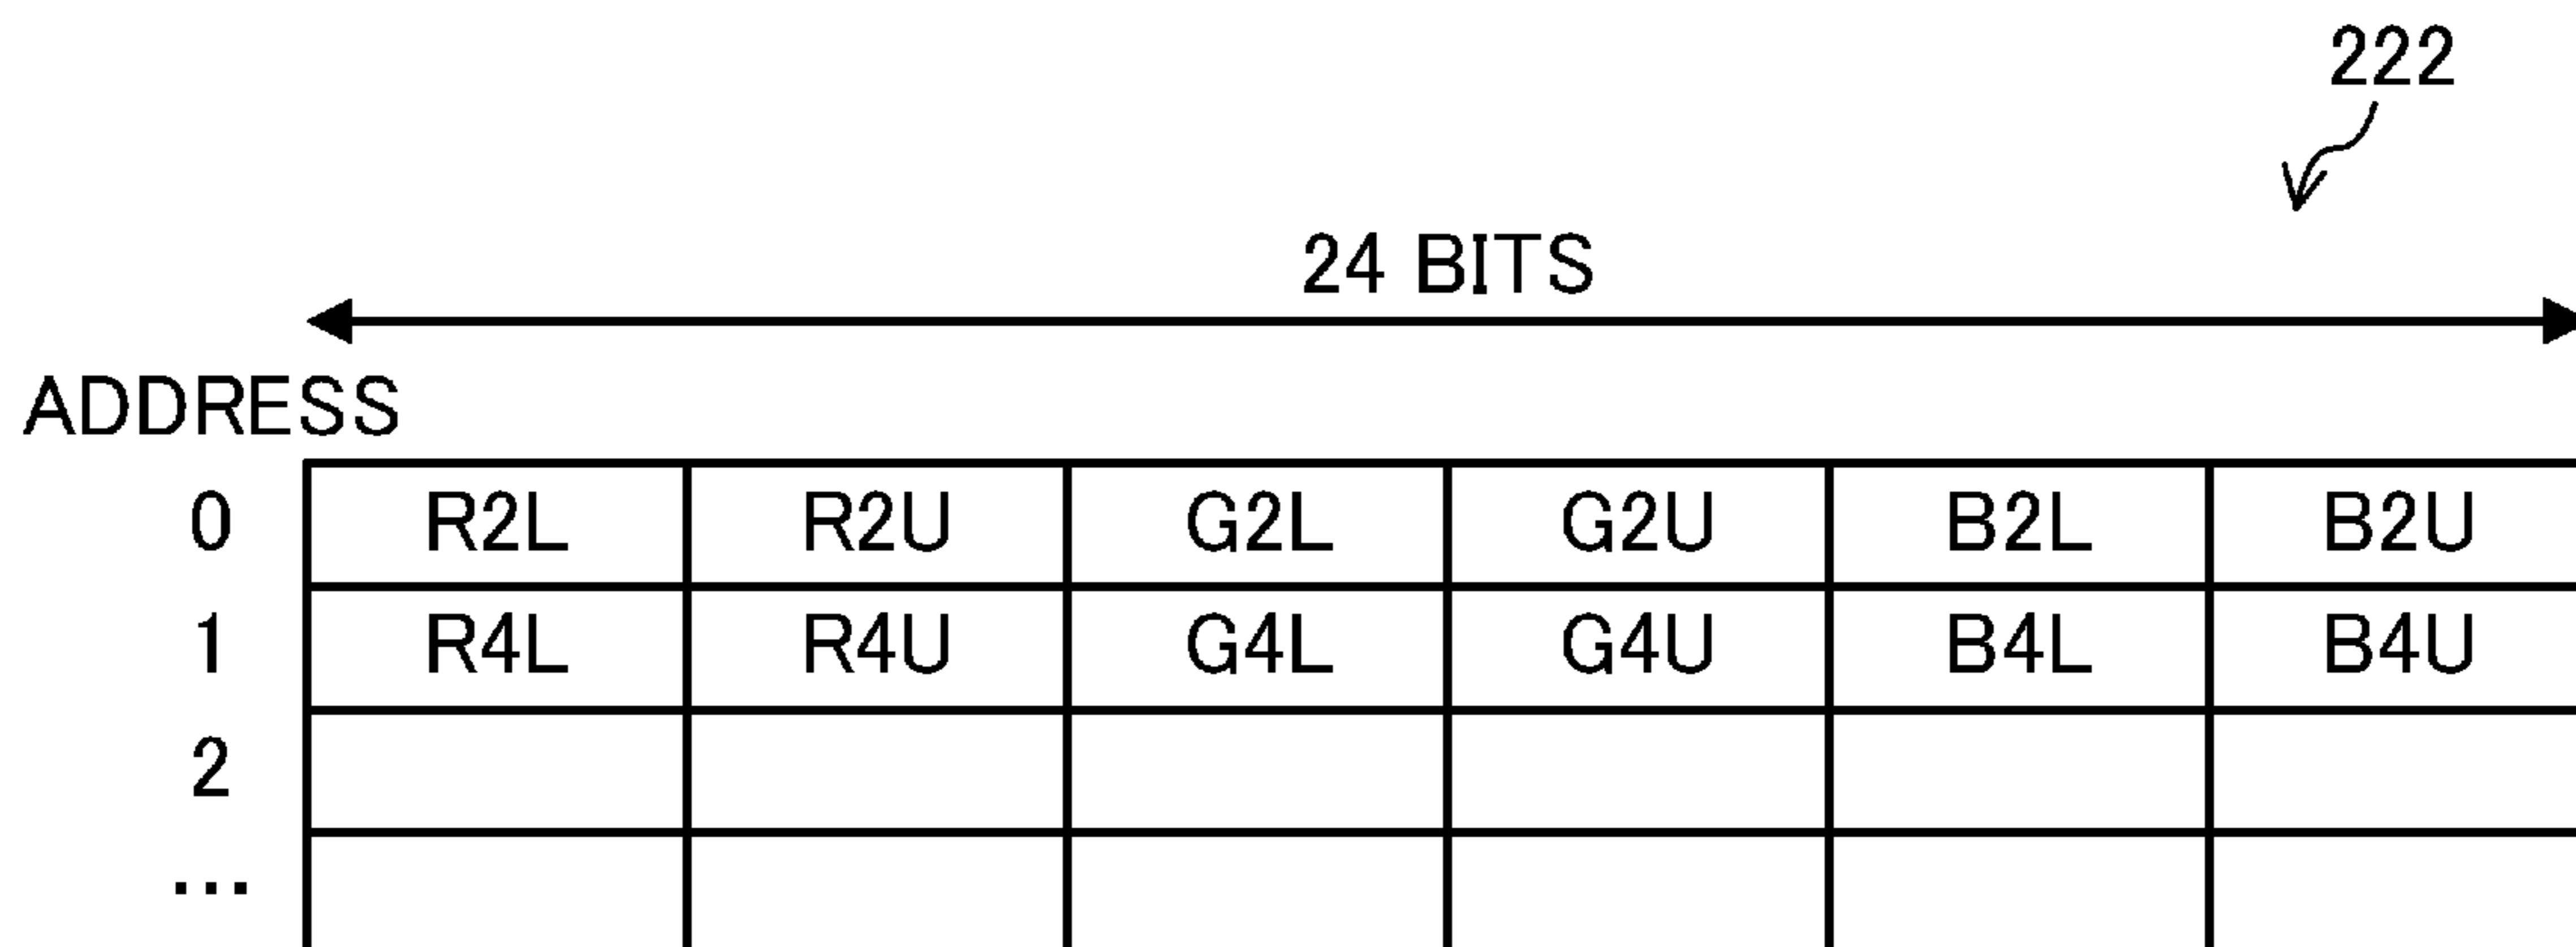 222
24 BITS
ADDRESS
0 R2L R2U G2L G2U B2L B2U
1 R4L R4U G4L G4U B4L B4U
2
...